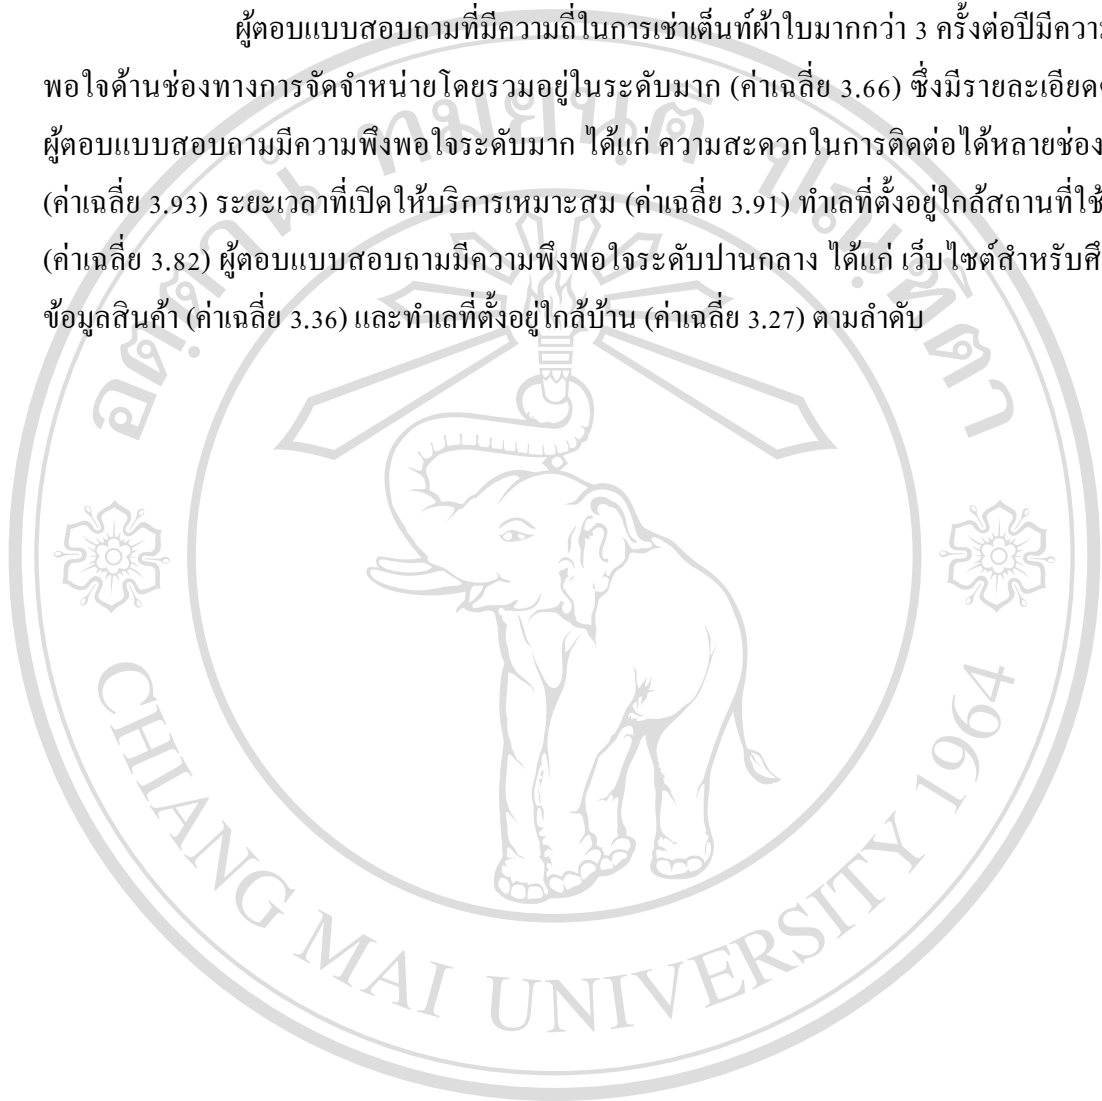 ผู้ตอบแบบสอบถามที่มีความถี่ในการเช่าเต็นท์ผ้าใบมากกว่า 3 ครั้งต่อปีมีควา
พอใจด้านช่องทางการจัดจำหน่ายโดยรวมอยู่ในระดับมาก (ค่าเฉลี่ย 3.66) ซึ่งมีรายละเอียด
ผู้ตอบแบบสอบถามมีความพึงพอใจระดับมาก ได้แก่ ความสะดวกในการติดต่อได้หลายช่อง
(ค่าเฉลี่ย 3.93) ระยะเวลาที่เปิดให้บริการเหมาะสม (ค่าเฉลี่ย 3.91) ทำเลที่ตั้งอยู่ใกล้สถานที่ใช้
(ค่าเฉลี่ย 3.82) ผู้ตอบแบบสอบถามมีความพึงพอใจระดับปานกลาง ได้แก่ เว็บไซต์สำหรับศึ
ข้อมูลสินค้า (ค่าเฉลี่ย 3.36) และทำเลที่ตั้งอยู่ใกล้บ้าน (ค่าเฉลี่ย 3.27) ตามลำดับ
อตฺตานํ ทมยนฺติ ปณฺฑิตา
CHIANG MAI UNIVERSITY 1964